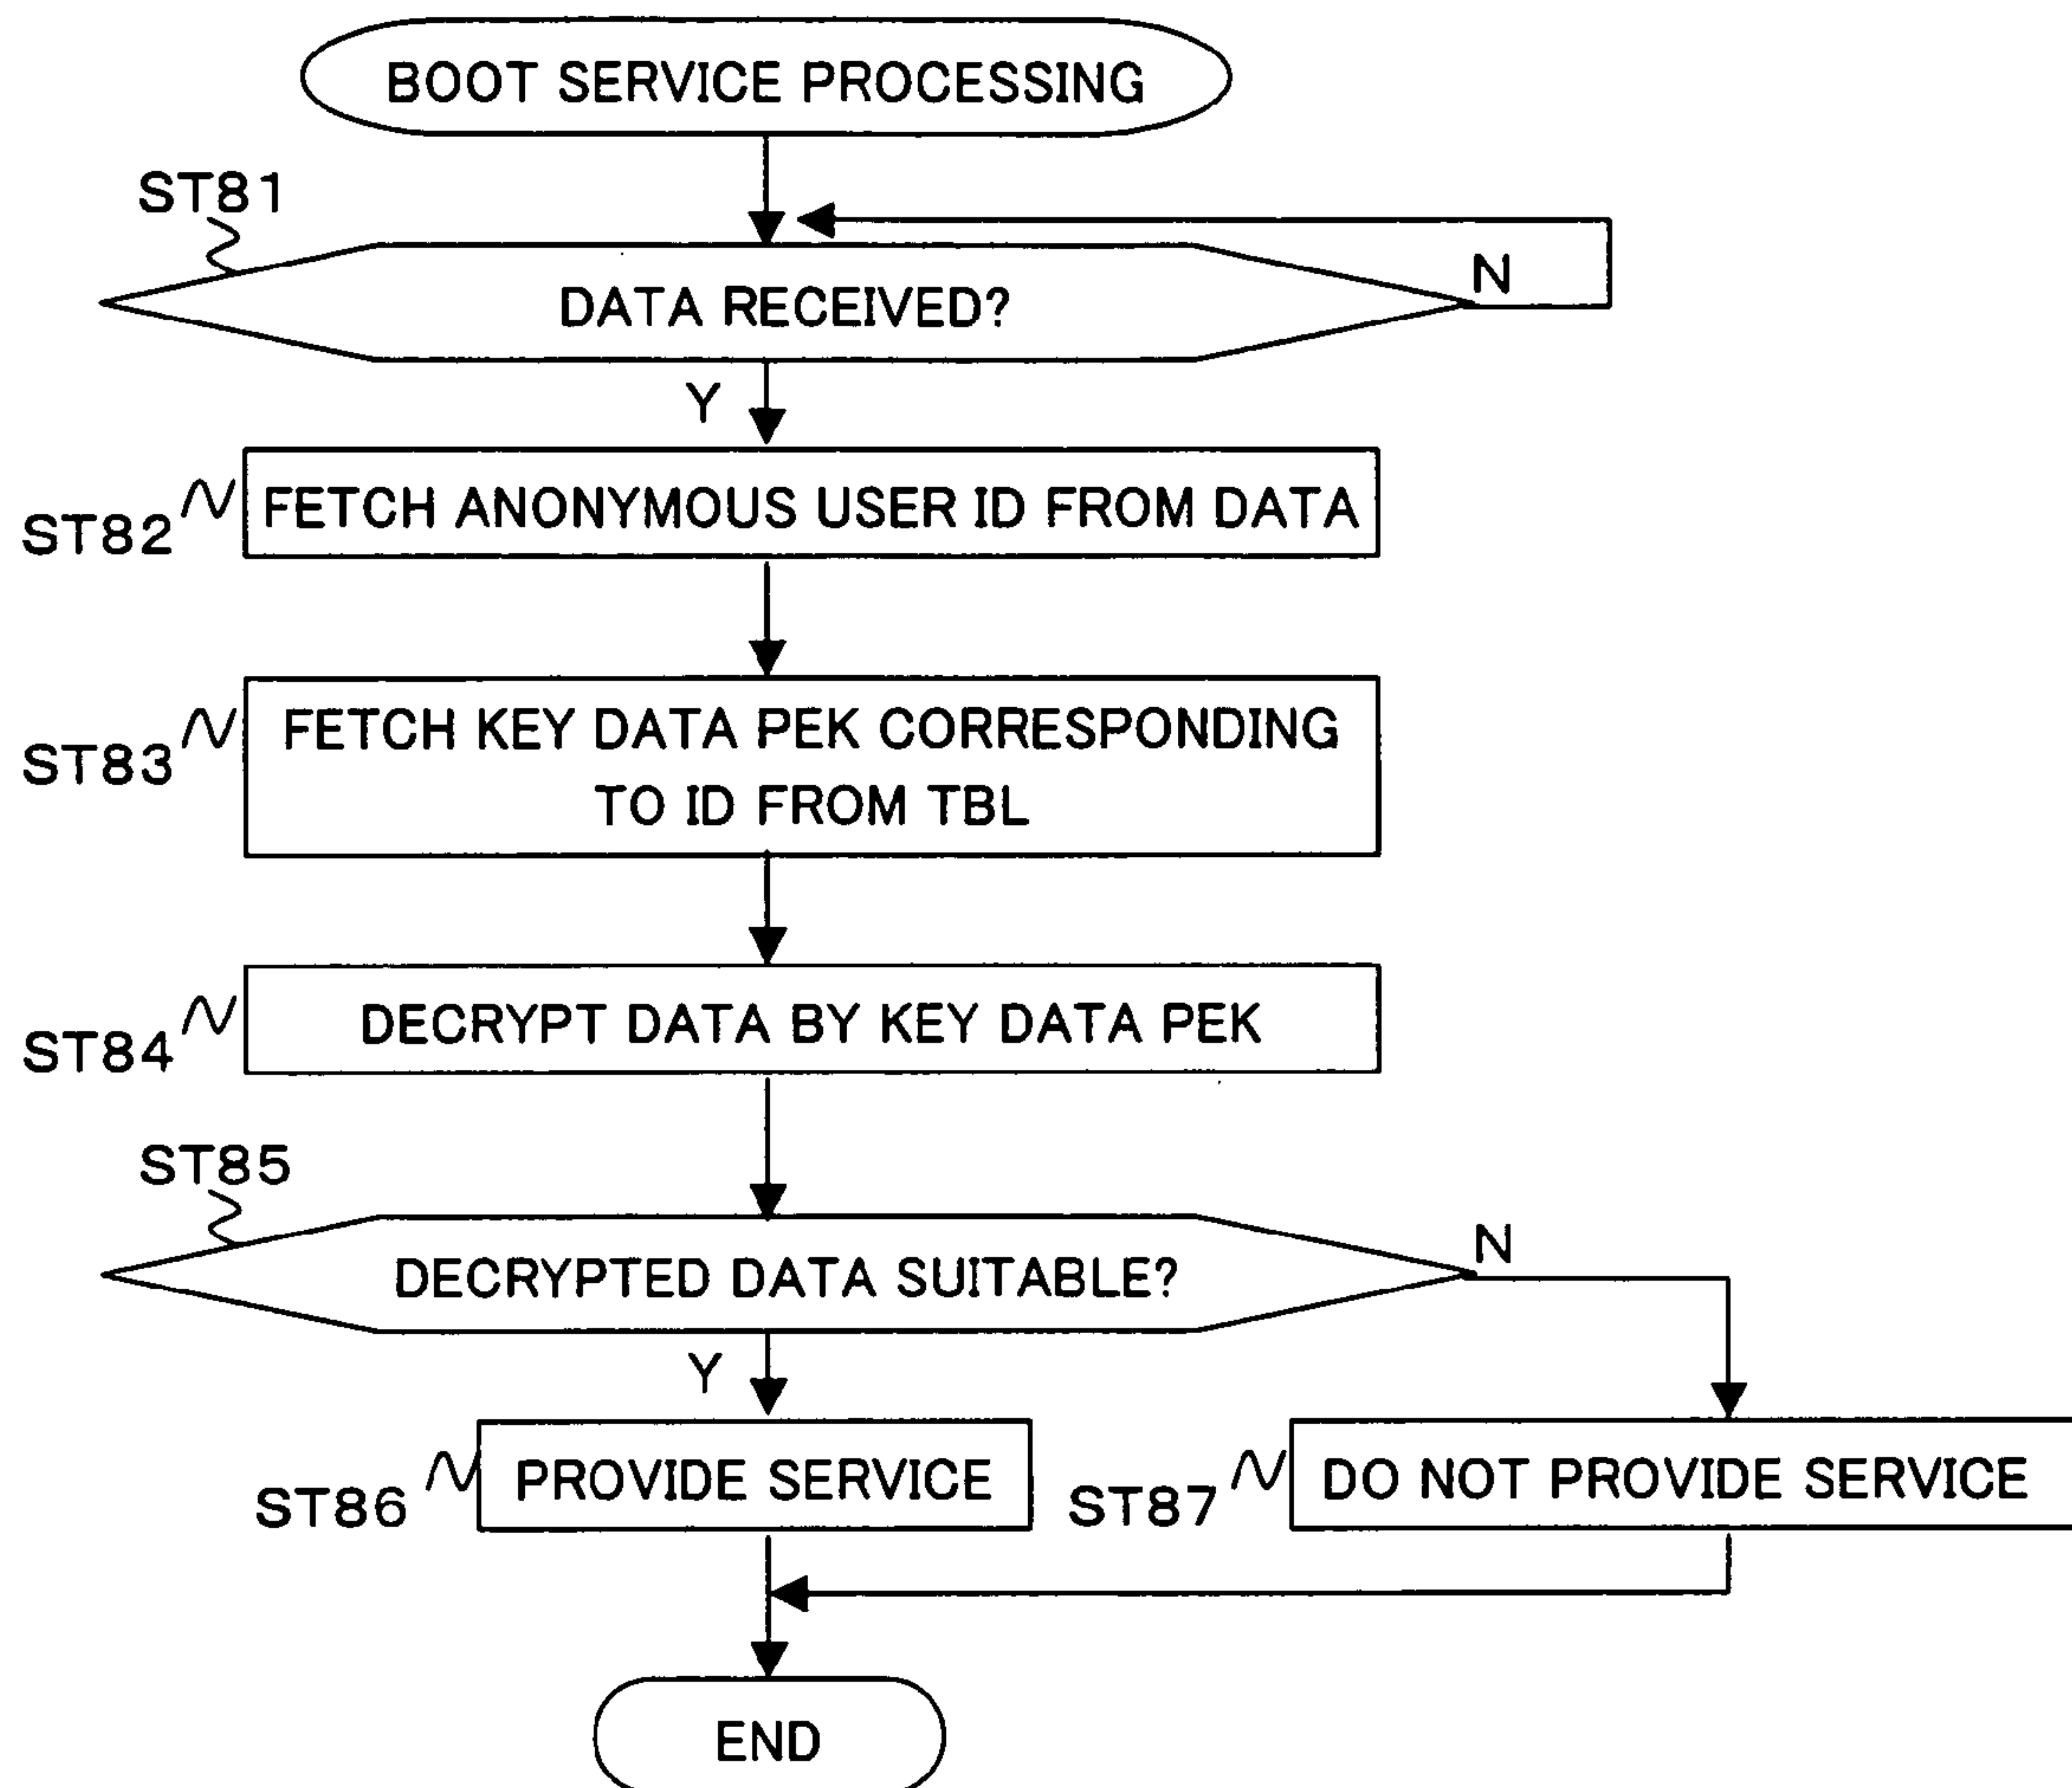 BOOT SERVICE PROCESSING
ST81
N
DATA RECEIVED?
Y
ST82
FETCH ANONYMOUS USER ID FROM DATA
ST83
FETCH KEY DATA PEK CORRESPONDING
TO ID FROM TBL
ST84
DECRYPT DATA BY KEY DATA PEK
ST85
N
DECRYPTED DATA SUITABLE?
Y
ST86
PROVIDE SERVICE
ST87
DO NOT PROVIDE SERVICE
END